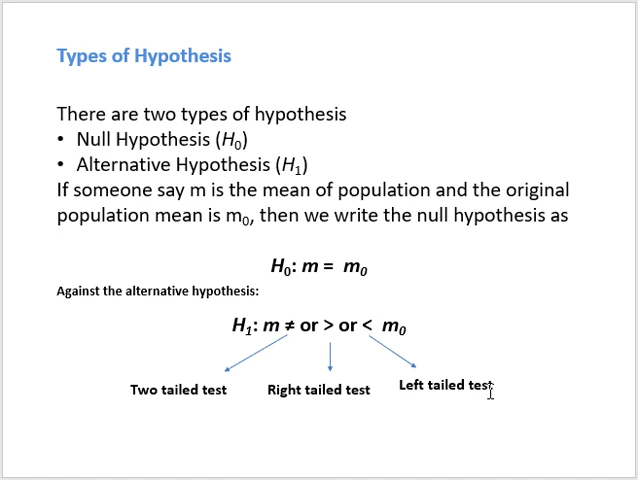 Types of Hypothesis
There are two types of hypothesis
• Null Hypothesis (H₀)
• Alternative Hypothesis (H₁)
If someone say m is the mean of population and the original
population mean is m₀, then we write the null hypothesis as
H₀: m = m₀
Against the alternative hypothesis:
H₁: m ≠ or > or < m₀
Two tailed test Right tailed test Left tailed test